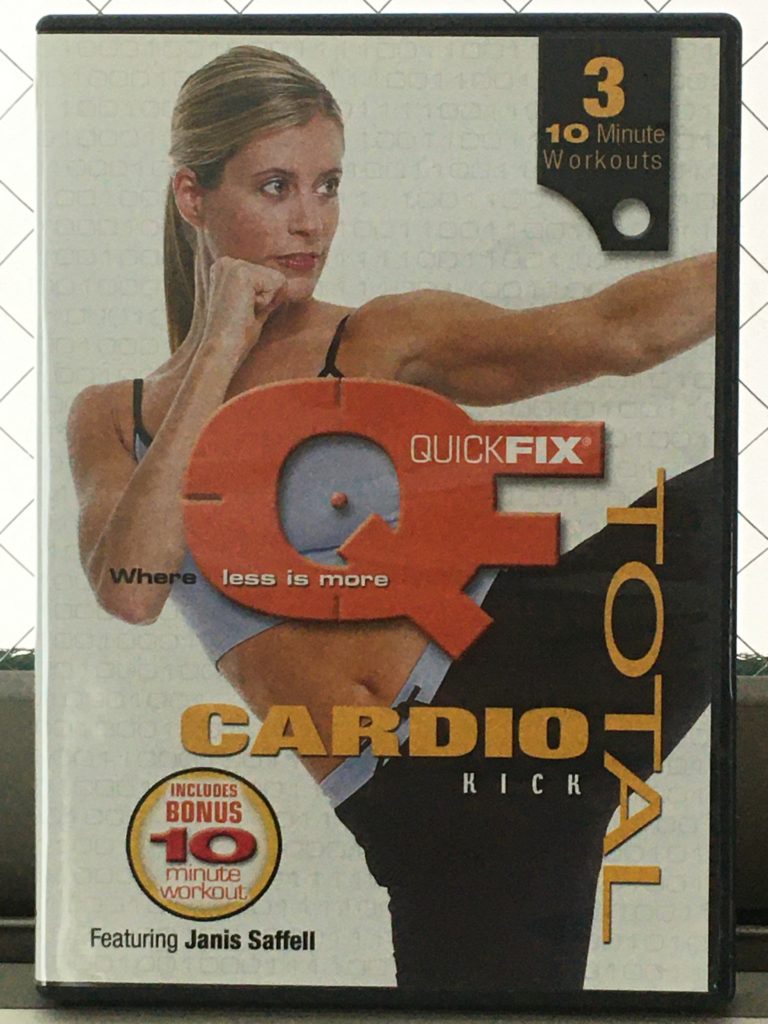 3
10 Minute
Workouts
QUICKFIX®
Where less is more
TOTAL
CARDIO
KICK
INCLUDES
BONUS
10
minute
workout
Featuring Janis Saffell